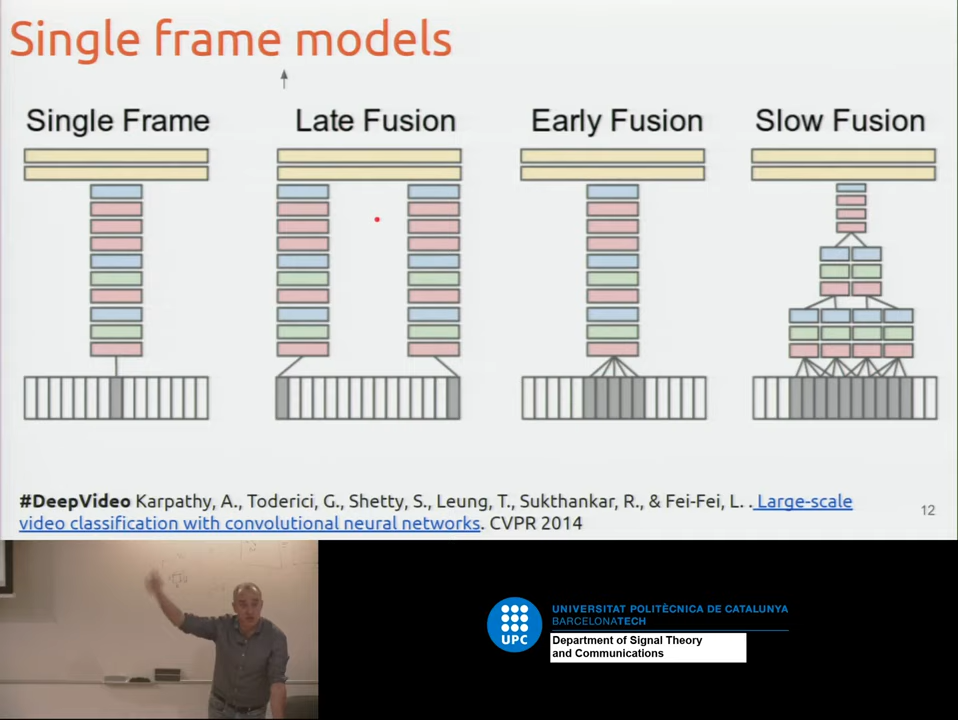 Single frame models
Single Frame
Late Fusion
Early Fusion
Slow Fusion
#DeepVideo Karpathy, A., Toderici, G., Shetty, S., Leung, T., Sukthankar, R., & Fei-Fei, L. . Large-scale
video classification with convolutional neural networks. CVPR 2014
12
UPC
UNIVERSITAT POLITÈCNICA DE CATALUNYA
BARCELONATECH
Department of Signal Theory
and Communications